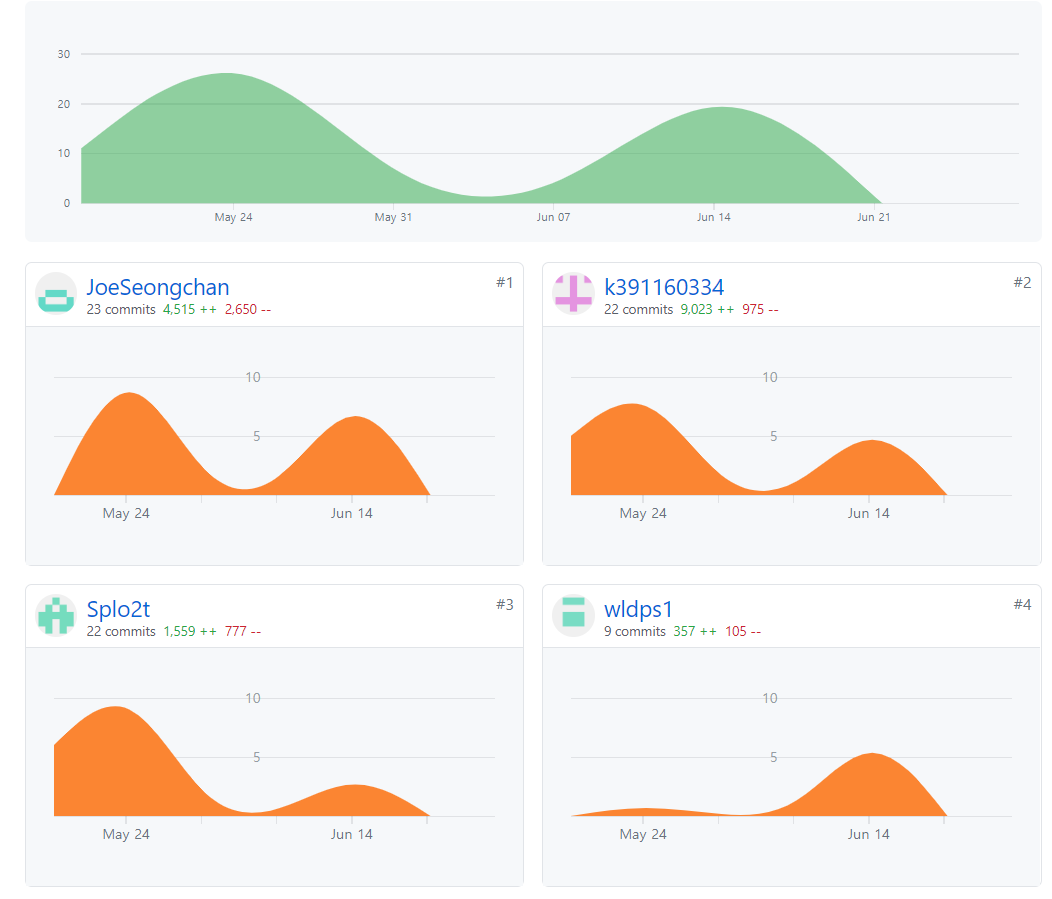 30
20
10
0
May 24 May 31 Jun 07 Jun 14 Jun 21
JoeSeongchan #1
23 commits 4,515 ++ 2,650 --
10
5
May 24 Jun 14
k391160334 #2
22 commits 9,023 ++ 975 --
10
5
May 24 Jun 14
Splo2t #3
22 commits 1,559 ++ 777 --
10
5
May 24 Jun 14
wldps1 #4
9 commits 357 ++ 105 --
10
5
May 24 Jun 14